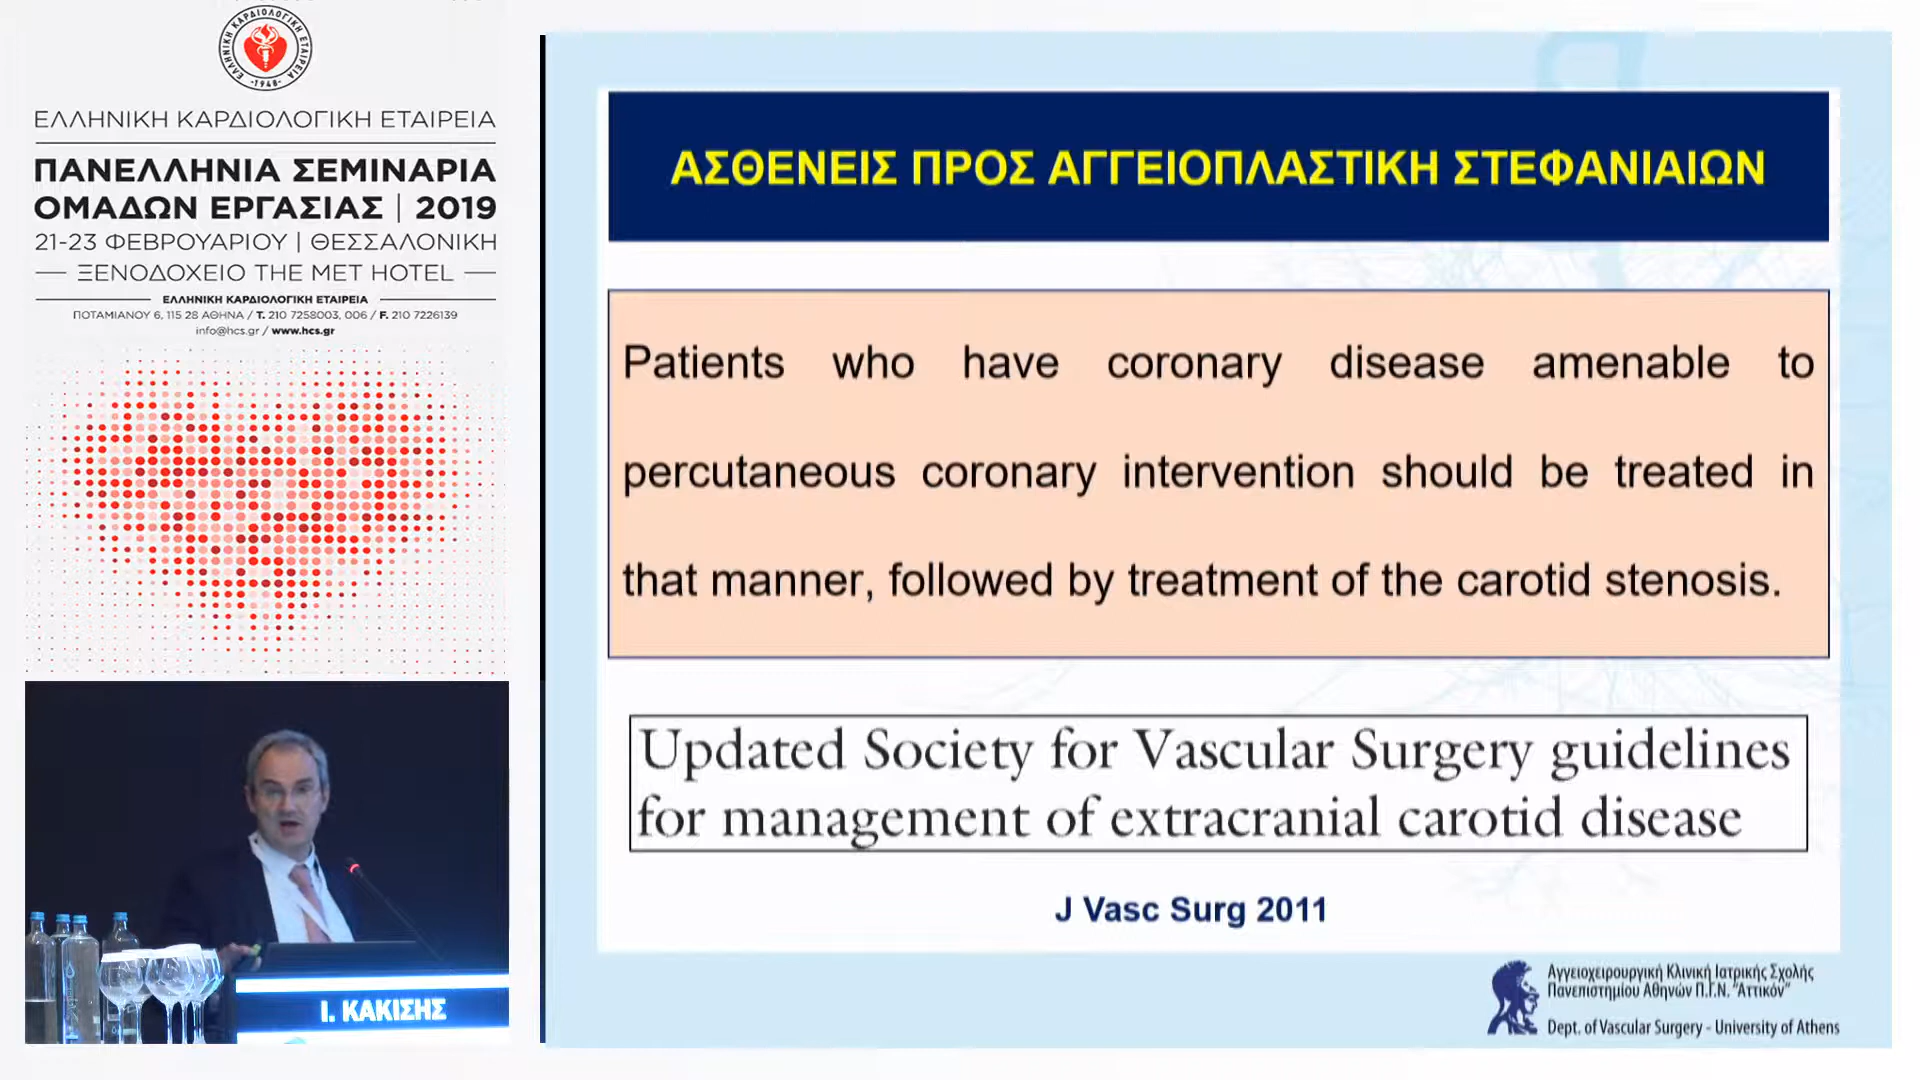 ΕΛΛΗΝΙΚΗ ΚΑΡΔΙΟΛΟΓΙΚΗ ΕΤΑΙΡΕΙΑ
-1948-
ΕΛΛΗΝΙΚΗ ΚΑΡΔΙΟΛΟΓΙΚΗ ΕΤΑΙΡΕΙΑ
ΠΑΝΕΛΛΗΝΙΑ ΣΕΜΙΝΑΡΙΑ
ΟΜΑΔΩΝ ΕΡΓΑΣΙΑΣ | 2019
21-23 ΦΕΒΡΟΥΑΡΙΟΥ | ΘΕΣΣΑΛΟΝΙΚΗ
ΞΕΝΟΔΟΧΕΙΟ THE MET HOTEL
ΕΛΛΗΝΙΚΗ ΚΑΡΔΙΟΛΟΓΙΚΗ ΕΤΑΙΡΕΙΑ
ΠΟΤΑΜΙΑΝΟΥ 6, 115 28 ΑΘΗΝΑ / Τ. 210 7258003, 006 / F. 210 7226139
info@hcs.gr / www.hcs.gr
Ι. ΚΑΚΙΣΗΣ
ΑΣΘΕΝΕΙΣ ΠΡΟΣ ΑΓΓΕΙΟΠΛΑΣΤΙΚΗ ΣΤΕΦΑΝΙΑΙΩΝ
Patients who have coronary disease amenable to
percutaneous coronary intervention should be treated in
that manner, followed by treatment of the carotid stenosis.
Updated Society for Vascular Surgery guidelines
for management of extracranial carotid disease
J Vasc Surg 2011
Αγγειοχειρουργική Κλινική Ιατρικής Σχολής
Πανεπιστημίου Αθηνών Π.Γ.Ν. "Αττικόν"
Dept. of Vascular Surgery - University of Athens